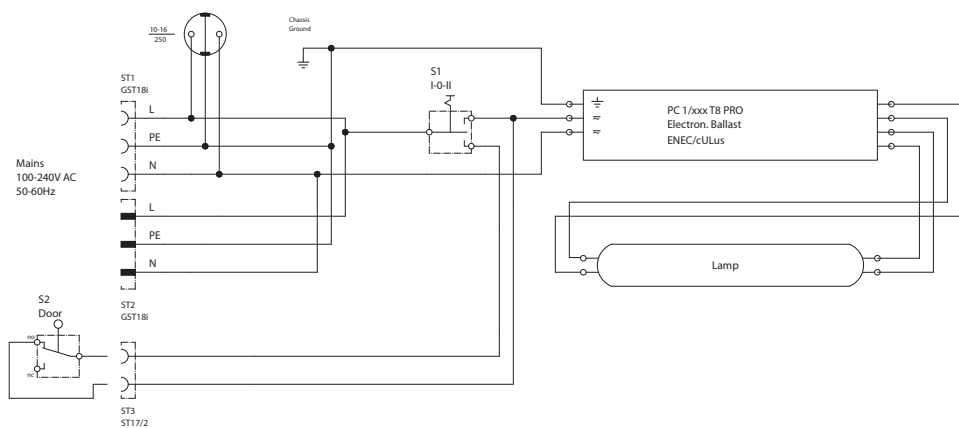 10-16
250
Chassis
Ground
ST1
GST18i
L
PE
N
Mains
100-240V AC
50-60Hz
L
PE
N
ST2
GST18i
S1
I-0-II
PC 1/xxx T8 PRO
Electron. Ballast
ENEC/cULus
Lamp
S2
Door
no
nc
ST3
ST17/2